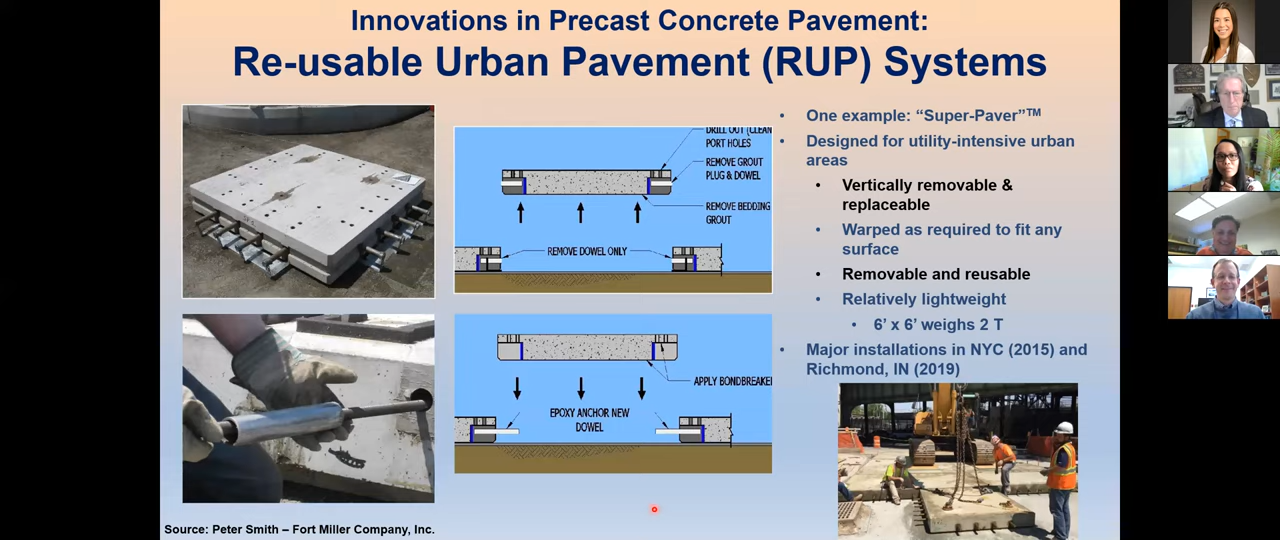 Innovations in Precast Concrete Pavement:
Re-usable Urban Pavement (RUP) Systems
DRILL OUT (CLEAN
PORT HOLES
REMOVE GROUT
PLUG & DOWEL
REMOVE BEDDING
GROUT
REMOVE DOWEL ONLY
APPLY BONDBREAKE
EPOXY ANCHOR NEW
DOWEL
• One example: “Super-Paver”TM
• Designed for utility-intensive urban
areas
• Vertically removable &
replaceable
• Warped as required to fit any
surface
• Removable and reusable
• Relatively lightweight
• 6’ x 6’ weighs 2 T
• Major installations in NYC (2015) and
Richmond, IN (2019)
Source: Peter Smith – Fort Miller Company, Inc.